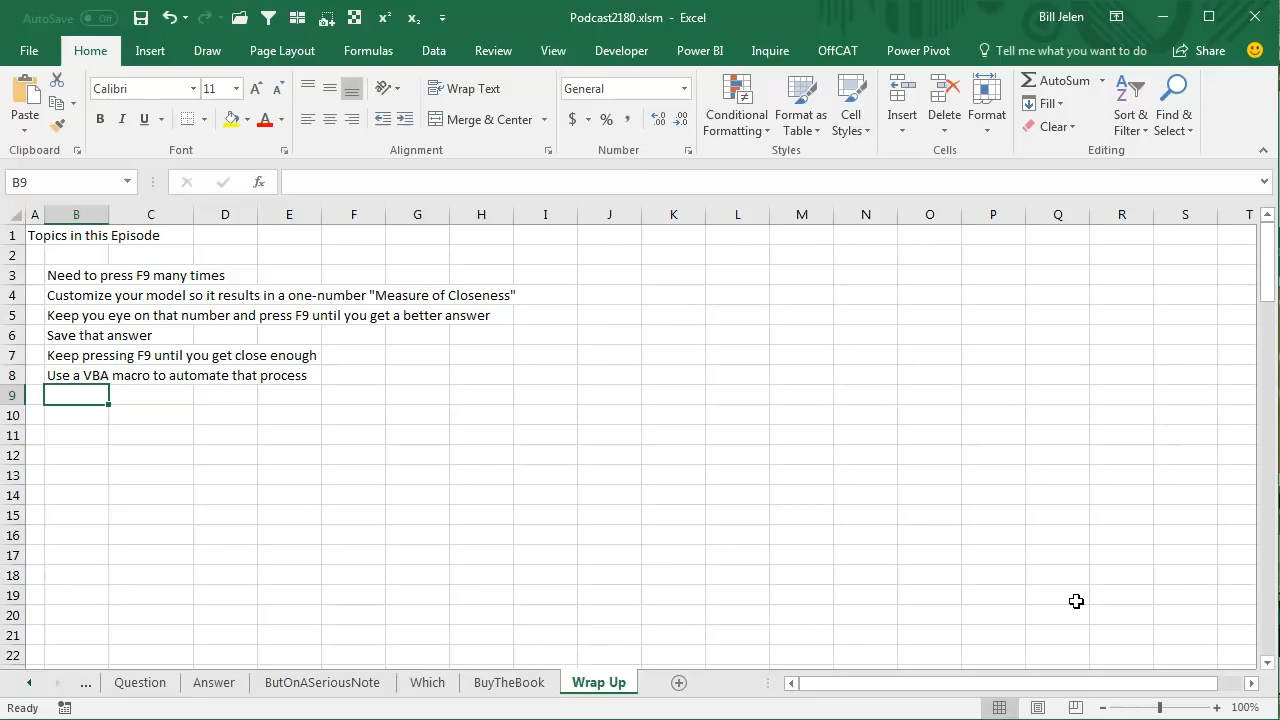 AutoSave Off Podcast2180.xlsm - Excel Bill Jelen
File Home Insert Draw Page Layout Formulas Data Review View Developer Power BI Inquire OffCAT Power Pivot Tell me what you want to do Share
Calibri 11 Wrap Text General AutoSum
Paste Conditional Formatting Format as Table Cell Styles Insert Delete Format Fill Sort & Filter Find & Select
B I U Merge & Center $ % , Clear
Clipboard Font Alignment Number Styles Cells Editing
B9 fx
A B C D E F G H I J K L M N O P Q R S T
1 Topics in this Episode
2
3 Need to press F9 many times
4 Customize your model so it results in a one-number "Measure of Closeness"
5 Keep you eye on that number and press F9 until you get a better answer
6 Save that answer
7 Keep pressing F9 until you get close enough
8 Use a VBA macro to automate that process
9
10
11
12
13
14
15
16
17
18
19
20
21
22
... Question Answer ButOnASeriousNote Which BuyTheBook Wrap Up
Ready 100%